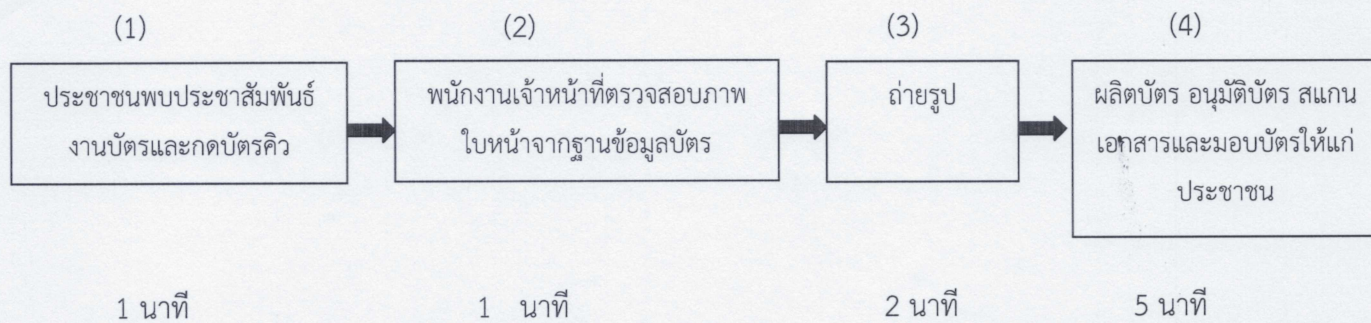 (1)
(2)
(3)
(4)
ประชาชนพบประชาสัมพันธ์
งานบัตรและกดบัตรคิว
พนักงานเจ้าหน้าที่ตรวจสอบภาพ
ใบหน้าจากฐานข้อมูลบัตร
ถ่ายรูป
ผลิตบัตร อนุมัติบัตร สแกน
เอกสารและมอบบัตรให้แก่
ประชาชน
1 นาที
1 นาที
2 นาที
5 นาที